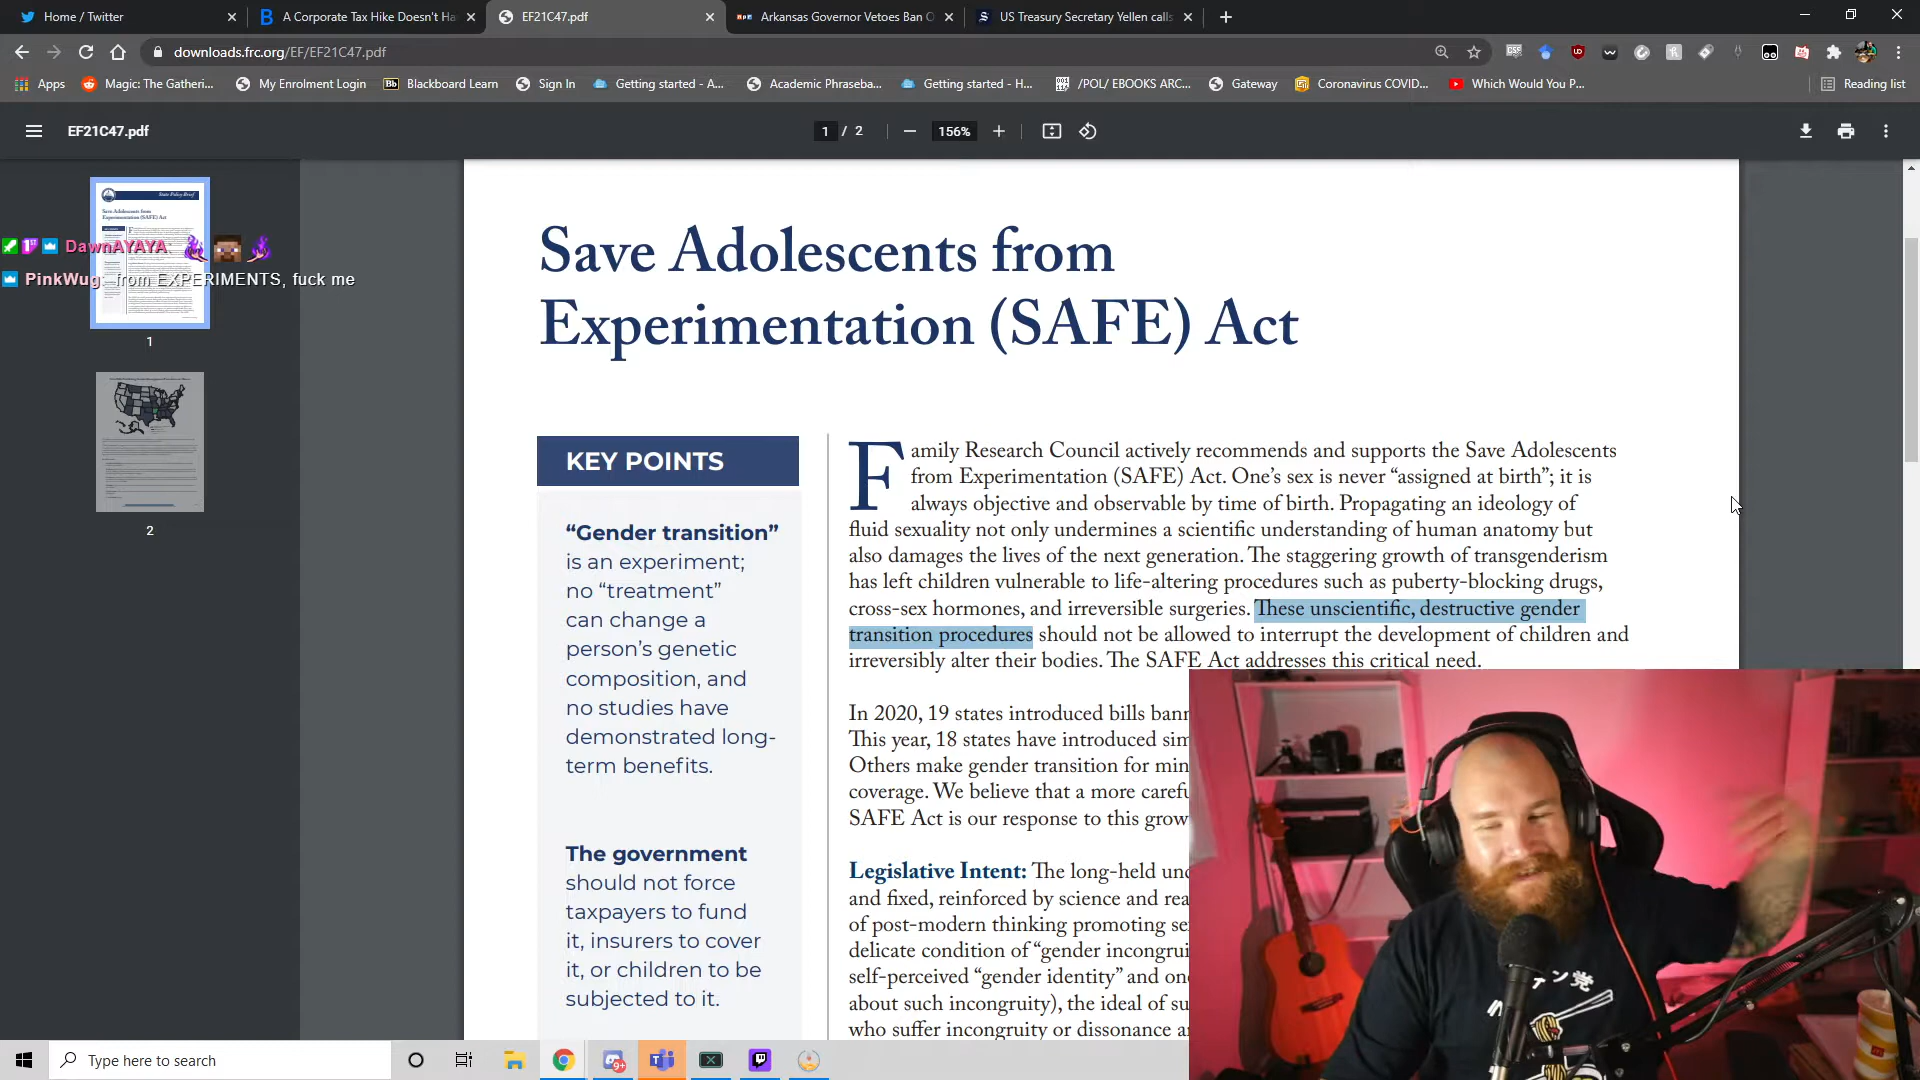 Home / Twitter
A Corporate Tax Hike Doesn't Ha
EF21C47.pdf
Arkansas Governor Vetoes Ban O
US Treasury Secretary Yellen calls
downloads.frc.org/EF/EF21C47.pdf
Apps
Magic: The Gatheri...
My Enrolment Login
Blackboard Learn
Sign In
Getting started - A...
Academic Phraseba...
Getting started - H...
/POL/ EBOOKS ARC...
Gateway
Coronavirus COVID...
Which Would You P...
Reading list
EF21C47.pdf
1 / 2
156%
DawnAYAYA:
PinkWug: from EXPERIMENTS, fuck me
1
2
Save Adolescents from
Experimentation (SAFE) Act
KEY POINTS
“Gender transition”
is an experiment;
no “treatment”
can change a
person’s genetic
composition, and
no studies have
demonstrated long-
term benefits.
The government
should not force
taxpayers to fund
it, insurers to cover
it, or children to be
subjected to it.
Family Research Council actively recommends and supports the Save Adolescents
from Experimentation (SAFE) Act. One’s sex is never “assigned at birth”; it is
always objective and observable by time of birth. Propagating an ideology of
fluid sexuality not only undermines a scientific understanding of human anatomy but
also damages the lives of the next generation. The staggering growth of transgenderism
has left children vulnerable to life-altering procedures such as puberty-blocking drugs,
cross-sex hormones, and irreversible surgeries. These unscientific, destructive gender
transition procedures should not be allowed to interrupt the development of children and
irreversibly alter their bodies. The SAFE Act addresses this critical need.
In 2020, 19 states introduced bills bann
This year, 18 states have introduced sim
Others make gender transition for min
coverage. We believe that a more carefu
SAFE Act is our response to this grow
Legislative Intent: The long-held und
and fixed, reinforced by science and rea
of post-modern thinking promoting se
delicate condition of “gender incongrui
self-perceived “gender identity” and one
about such incongruity), the ideal of su
who suffer incongruity or dissonance a
Type here to search